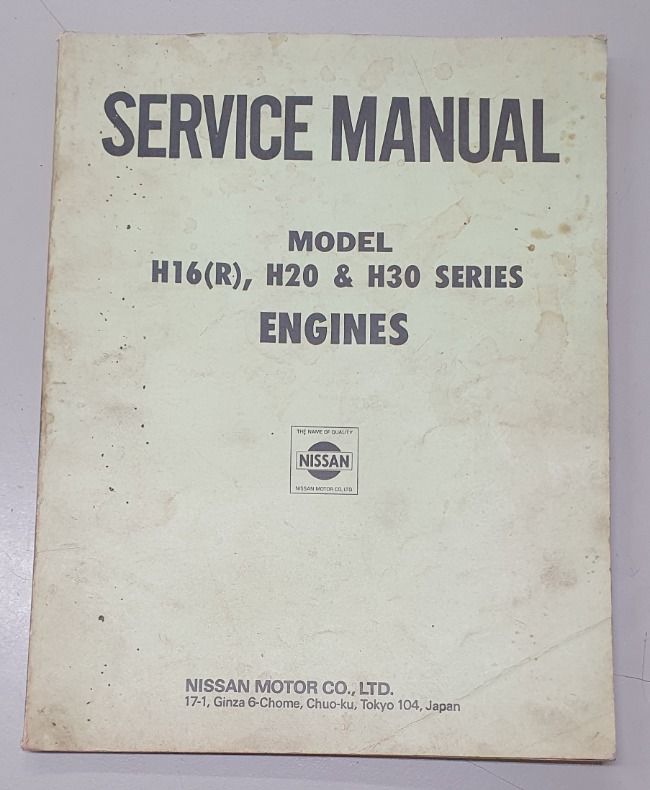 SERVICE MANUAL
MODEL
H16(R), H20 & H30 SERIES
ENGINES
THE NAME OF QUALITY
NISSAN
NISSAN MOTOR CO., LTD.
NISSAN MOTOR CO., LTD.
17-1, Ginza 6-Chome, Chuo-ku, Tokyo 104, Japan